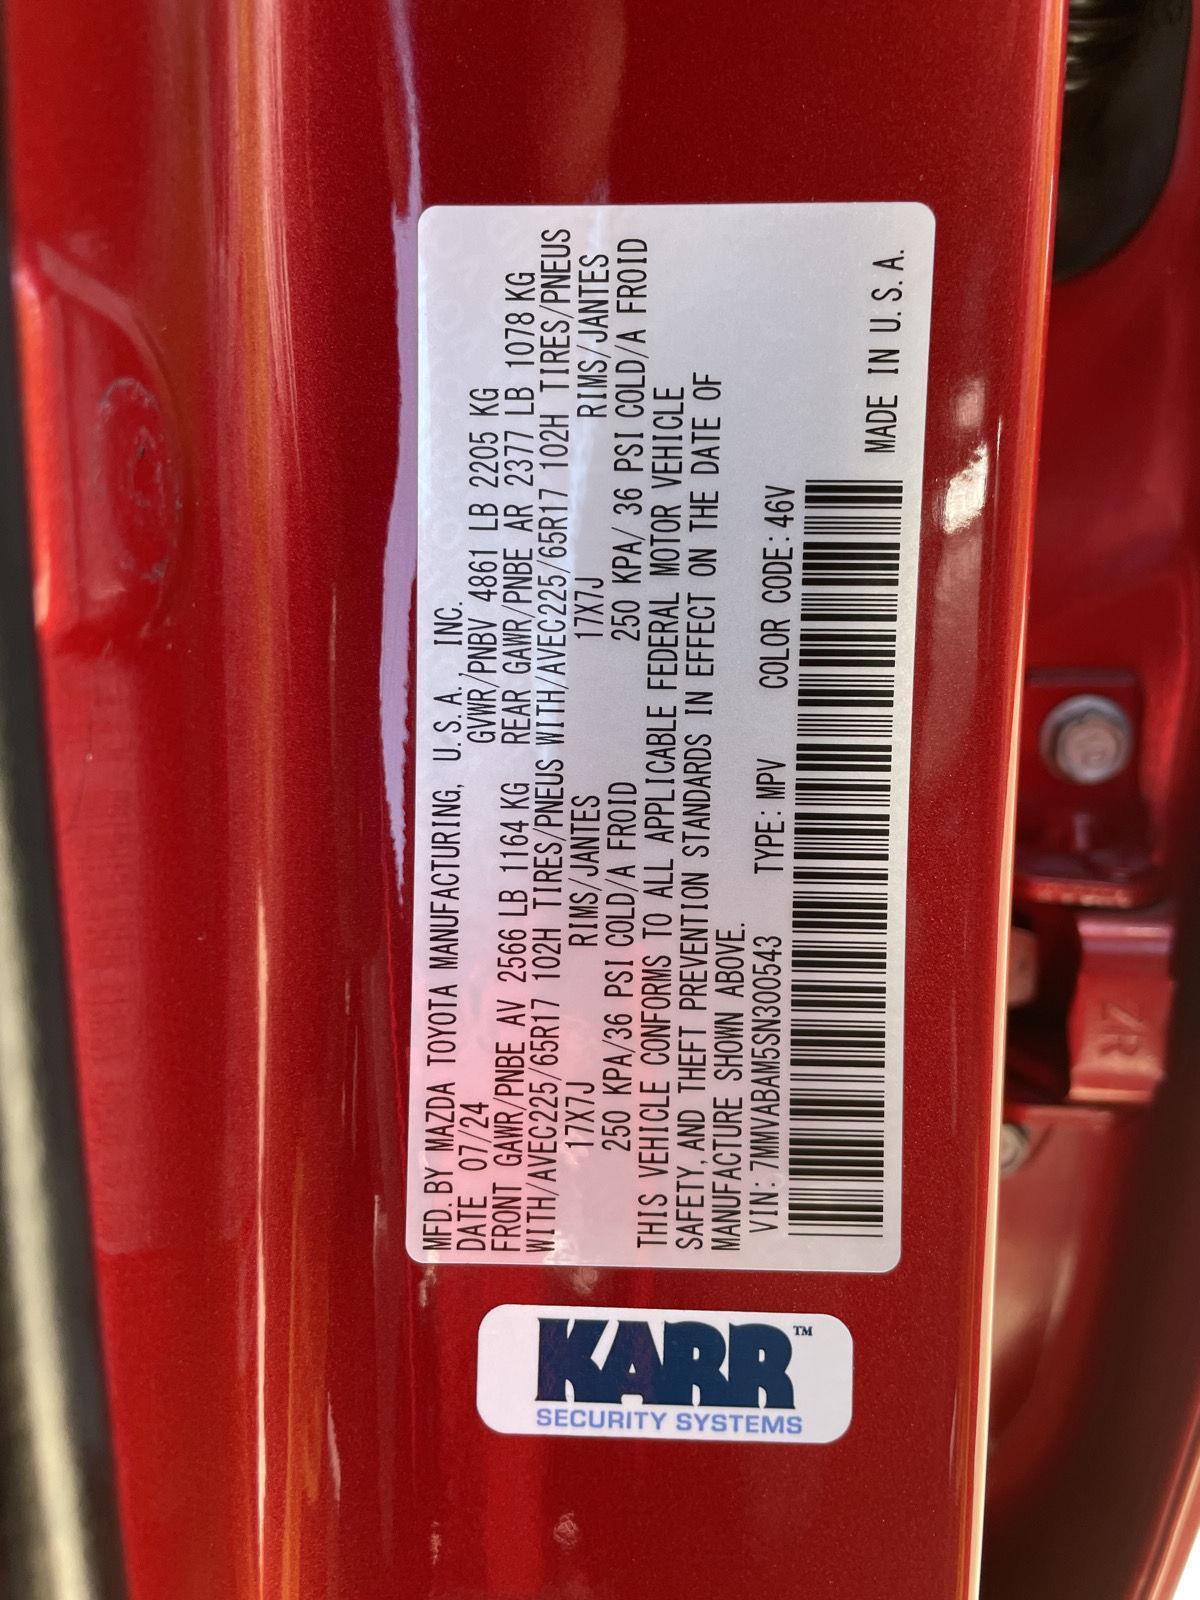 MFD. BY MAZDA TOYOTA MANUFACTURING, U.S.A., INC.
DATE 07/24 GVWR/PNBV 4861 LB 2205 KG
FRONT GAWR/PNBE AV 2566 LB 1164 KG REAR GAWR/PNBE AR 2377 LB 1078 KG
WITH/AVEC225/65R17 102H TIRES/PNEUS WITH/AVEC225/65R17 102H TIRES/PNEUS
17X7J RIMS/JANTES 17X7J RIMS/JANTES
250 KPA/36 PSI COLD/A FROID 250 KPA/ 36 PSI COLD/A FROID
THIS VEHICLE CONFORMS TO ALL APPLICABLE FEDERAL MOTOR VEHICLE
SAFETY, AND THEFT PREVENTION STANDARDS IN EFFECT ON THE DATE OF
MANUFACTURE SHOWN ABOVE.
VIN:7MMVABAM5SN300543 TYPE: MPV COLOR CODE: 46V
MADE IN U.S.A.
KARR™
SECURITY SYSTEMS